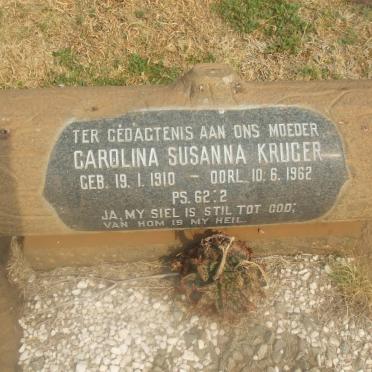 TER GEDAGTENIS AAN ONS MOEDER
CAROLINA SUSANNA KRUGER
GEB. 19.1.1910 - OORL. 10.6.1962
PS. 62:2
JA, MY SIEL IS STIL TOT GOD;
VAN HOM IS MY HEIL.